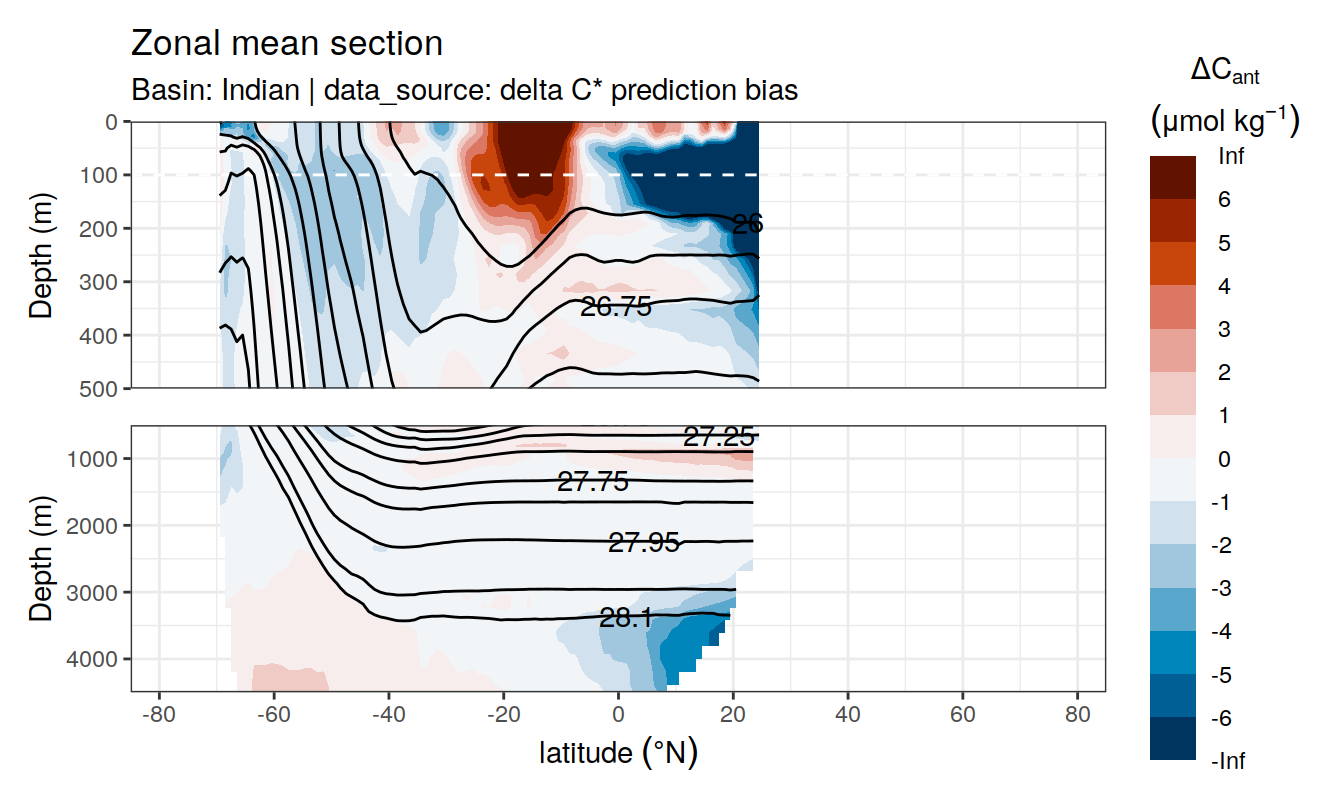 Zonal mean section
Basin: Indian | data_source: delta C* prediction bias
ΔCant
(μmol kg−1)
Depth (m)
0
100
200
300
400
500
26
26.75
Inf
6
5
4
3
2
1
0
-1
-2
-3
-4
-5
-6
-Inf
Depth (m)
1000
2000
3000
4000
27.25
27.75
27.95
28.1
-80 -60 -40 -20 0 20 40 60 80
latitude (°N)